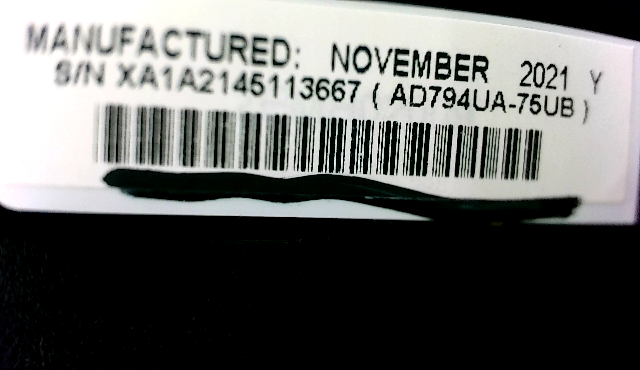 MANUFACTURED: NOVEMBER 2021 Y
S/N XA1A2145113667 ( AD794UA-75UB )